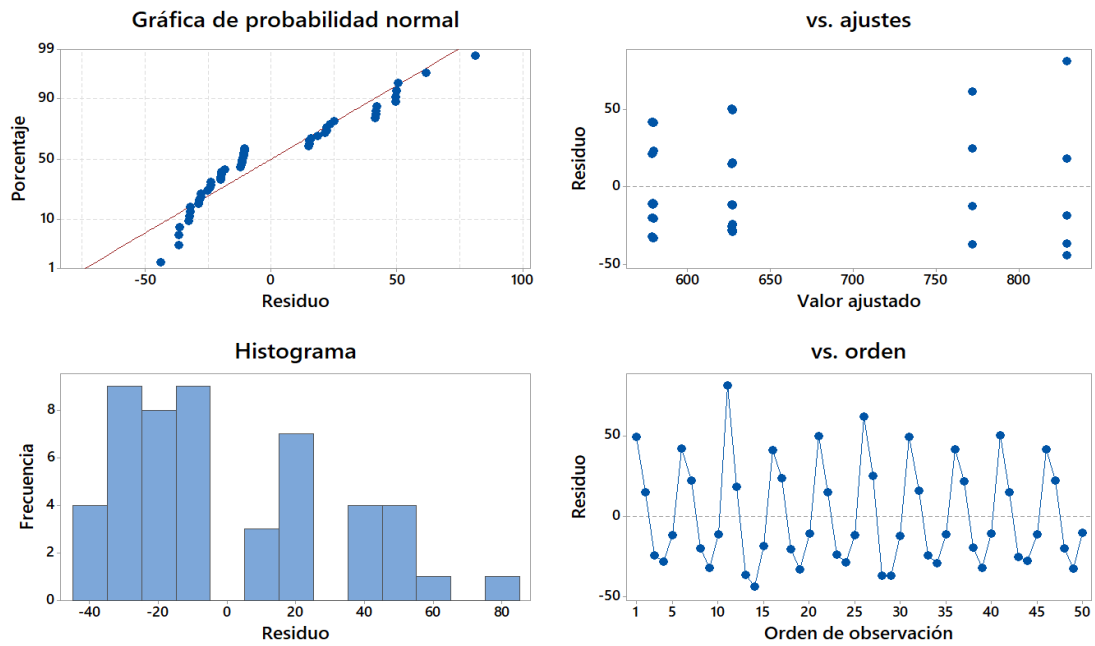 Gráfica de probabilidad normal
99
90
50
10
1
Porcentaje
-50 0 50 100
Residuo
vs. ajustes
50
0
-50
Residuo
600 650 700 750 800
Valor ajustado
Histograma
8
6
4
2
0
Frecuencia
-40 -20 0 20 40 60 80
Residuo
vs. orden
50
0
-50
Residuo
1 5 10 15 20 25 30 35 40 45 50
Orden de observación